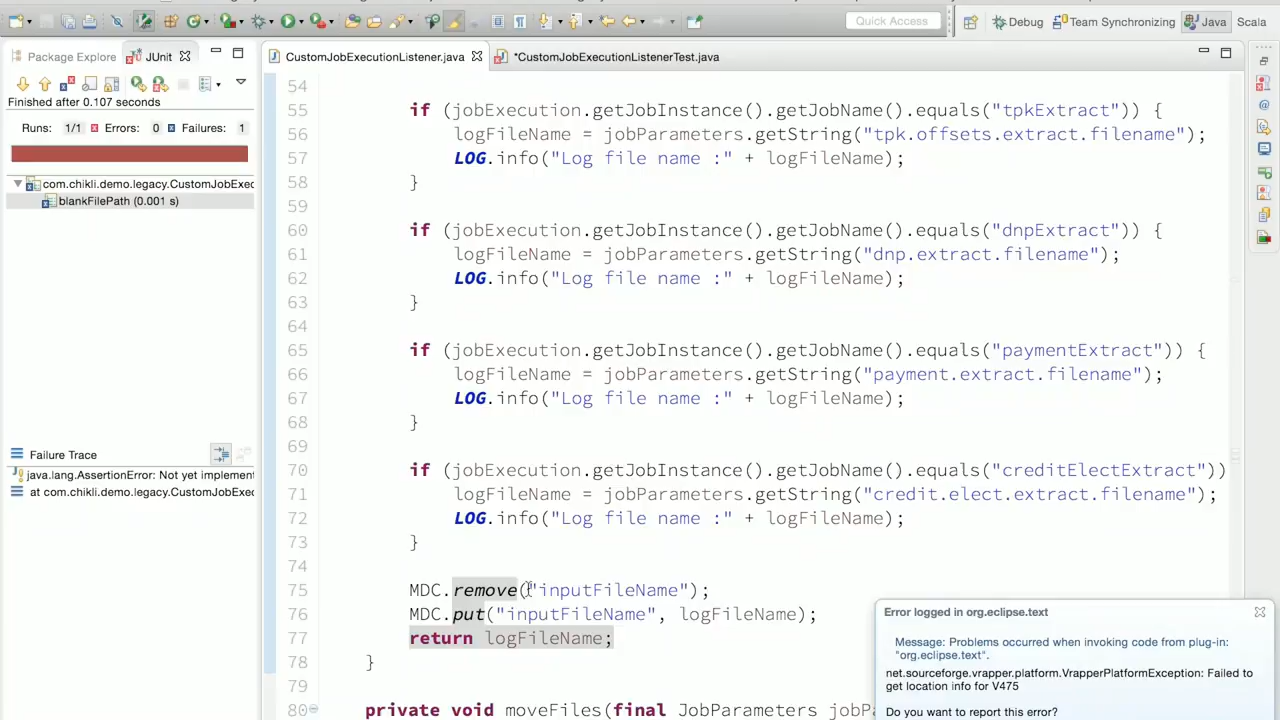 Quick Access
Debug
Team Synchronizing
Java
Scala
Package Explore
JUnit
CustomJobExecutionListener.java
*CustomJobExecutionListenerTest.java
Finished after 0.107 seconds
Runs: 1/1 Errors: 0 Failures: 1
com.chikli.demo.legacy.CustomJobExec
blankFilePath (0.001 s)
Failure Trace
java.lang.AssertionError: Not yet implement
at com.chikli.demo.legacy.CustomJobExec
54
55 if (jobExecution.getJobInstance().getJobName().equals("tpkExtract")) {
56 logFileName = jobParameters.getString("tpk.offsets.extract.filename");
57 LOG.info("Log file name :" + logFileName);
58 }
59
60 if (jobExecution.getJobInstance().getJobName().equals("dnpExtract")) {
61 logFileName = jobParameters.getString("dnp.extract.filename");
62 LOG.info("Log file name :" + logFileName);
63 }
64
65 if (jobExecution.getJobInstance().getJobName().equals("paymentExtract")) {
66 logFileName = jobParameters.getString("payment.extract.filename");
67 LOG.info("Log file name :" + logFileName);
68 }
69
70 if (jobExecution.getJobInstance().getJobName().equals("creditElectExtract"))
71 logFileName = jobParameters.getString("credit.elect.extract.filename");
72 LOG.info("Log file name :" + logFileName);
73 }
74
75 MDC.remove("inputFileName");
76 MDC.put("inputFileName", logFileName);
77 return logFileName;
78 }
79
80 private void moveFiles(final JobParameters jobP
Error logged in org.eclipse.text
Message: Problems occurred when invoking code from plug-in:
"org.eclipse.text".
net.sourceforge.vrapper.platform.VrapperPlatformException: Failed to
get location info for V475
Do you want to report this error?